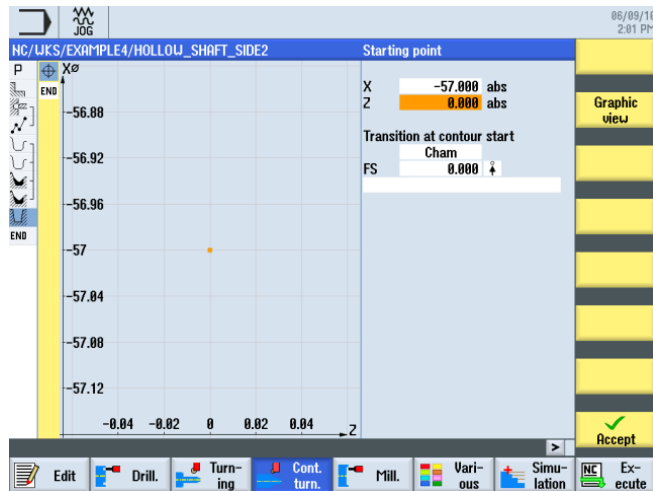 JOG
06/09/16
2:01 PM
NC/WKS/EXAMPLE4/HOLLOW_SHAFT_SIDE2
Starting point
P
END
END
Xø
-56.88
-56.92
-56.96
-57
-57.04
-57.08
-57.12
-0.04 -0.02 0 0.02 0.04
Z
X -57.000 abs
Z 0.000 abs
Transition at contour start
Cham
FS 0.000
Graphic
view
Accept
>
Edit
Drill.
Turn-
ing
Cont.
turn.
Mill.
Vari-
ous
Simu-
lation
NC
Ex-
ecute